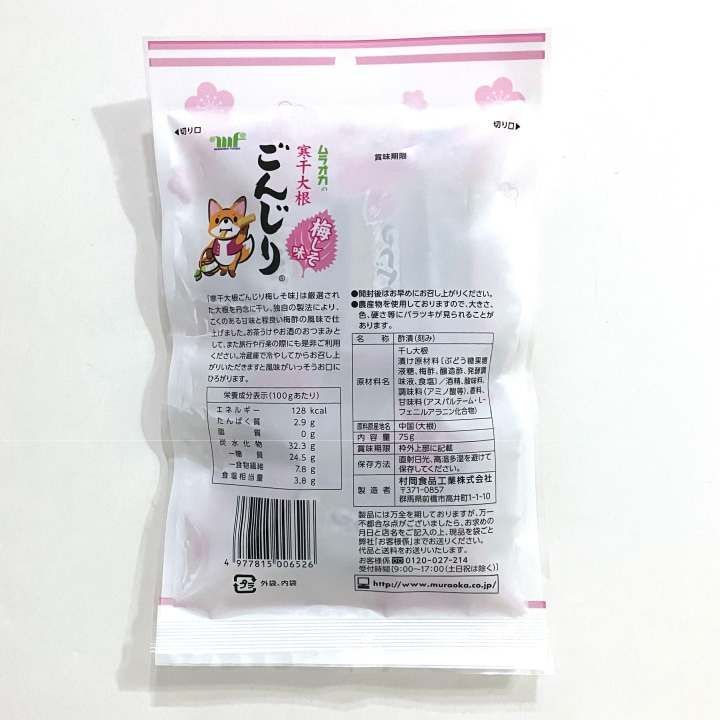 ◀切り口
切り口▶
mf
ムラオカの
寒干大根
ごんじり®
梅しそ
味
賞味期限
「寒干大根ごんじり梅しそ味」は厳選され
た大根を丹念に干し、独自の製法により、
こくのある甘味と程良い梅酢の風味で仕
上げました。お茶うけやお酒のおつまみと
して、また旅行や行楽の際にも是非ご利用
ください。冷蔵庫で冷やしてからお召し上
がりいただきますと風味がいっそうお口に
ひろがります。
栄養成分表示(100gあたり)
エネルギー 128 kcal
たんぱく質 2.9g
脂質 0g
炭水化物 32.3g
−糖質 24.5g
−食物繊維 7.8g
食塩相当量 3.8g
4 977815 006526
プラ 外袋、内袋
●開封後はお早めにお召し上がりください。
●農産物を使用しておりますので、大きさ、
色、硬さ等にバラツキが見られることが
あります。
名称 酢漬(刻み)
原材料名 干し大根
漬け原材料〔ぶどう糖果糖
液糖、梅酢、醸造酢、発酵調
味液、食塩〕/酒精、酸味料、
調味料(アミノ酸等)、香料、
甘味料(アスパルテーム・L-
フェニルアラニン化合物)
原料原産地名 中国(大根)
内容量 75g
賞味期限 枠外上部に記載
保存方法 直射日光、高温多湿を避けて
保存してください。
製造者 村岡食品工業株式会社
〒371-0857
群馬県前橋市高井町1-1-10
製品には万全を期しておりますが、万一
不都合な点がございましたら、お求めの
月日と店名をご記入の上、現品を袋ごと
弊社「お客様係」までお送りください。
代品と送料をお送りいたします。
お客様係 0120-027-214
受付時間(9:00〜17:00(土日祝は除く))
http://www.muraoka.co.jp/